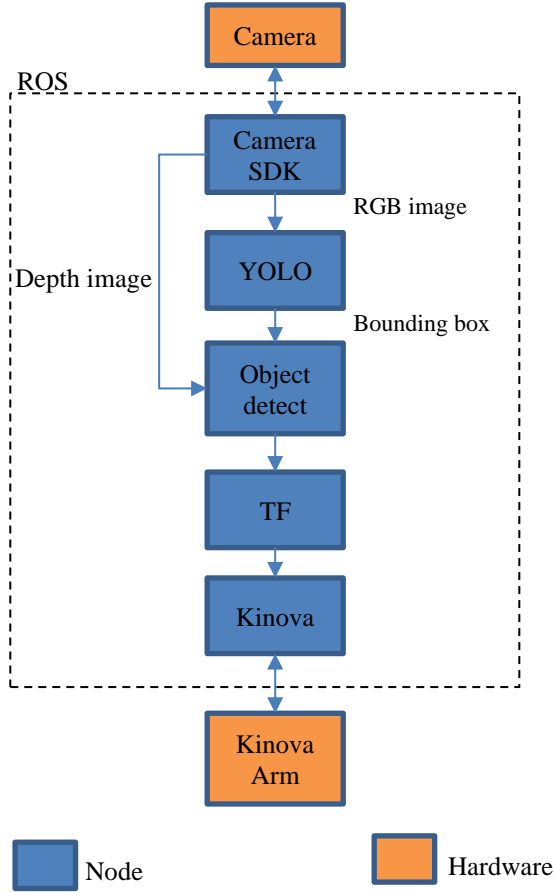 Camera
ROS
Camera
SDK
RGB image
YOLO
Depth image
Bounding box
Object
detect
TF
Kinova
Kinova
Arm
Node
Hardware